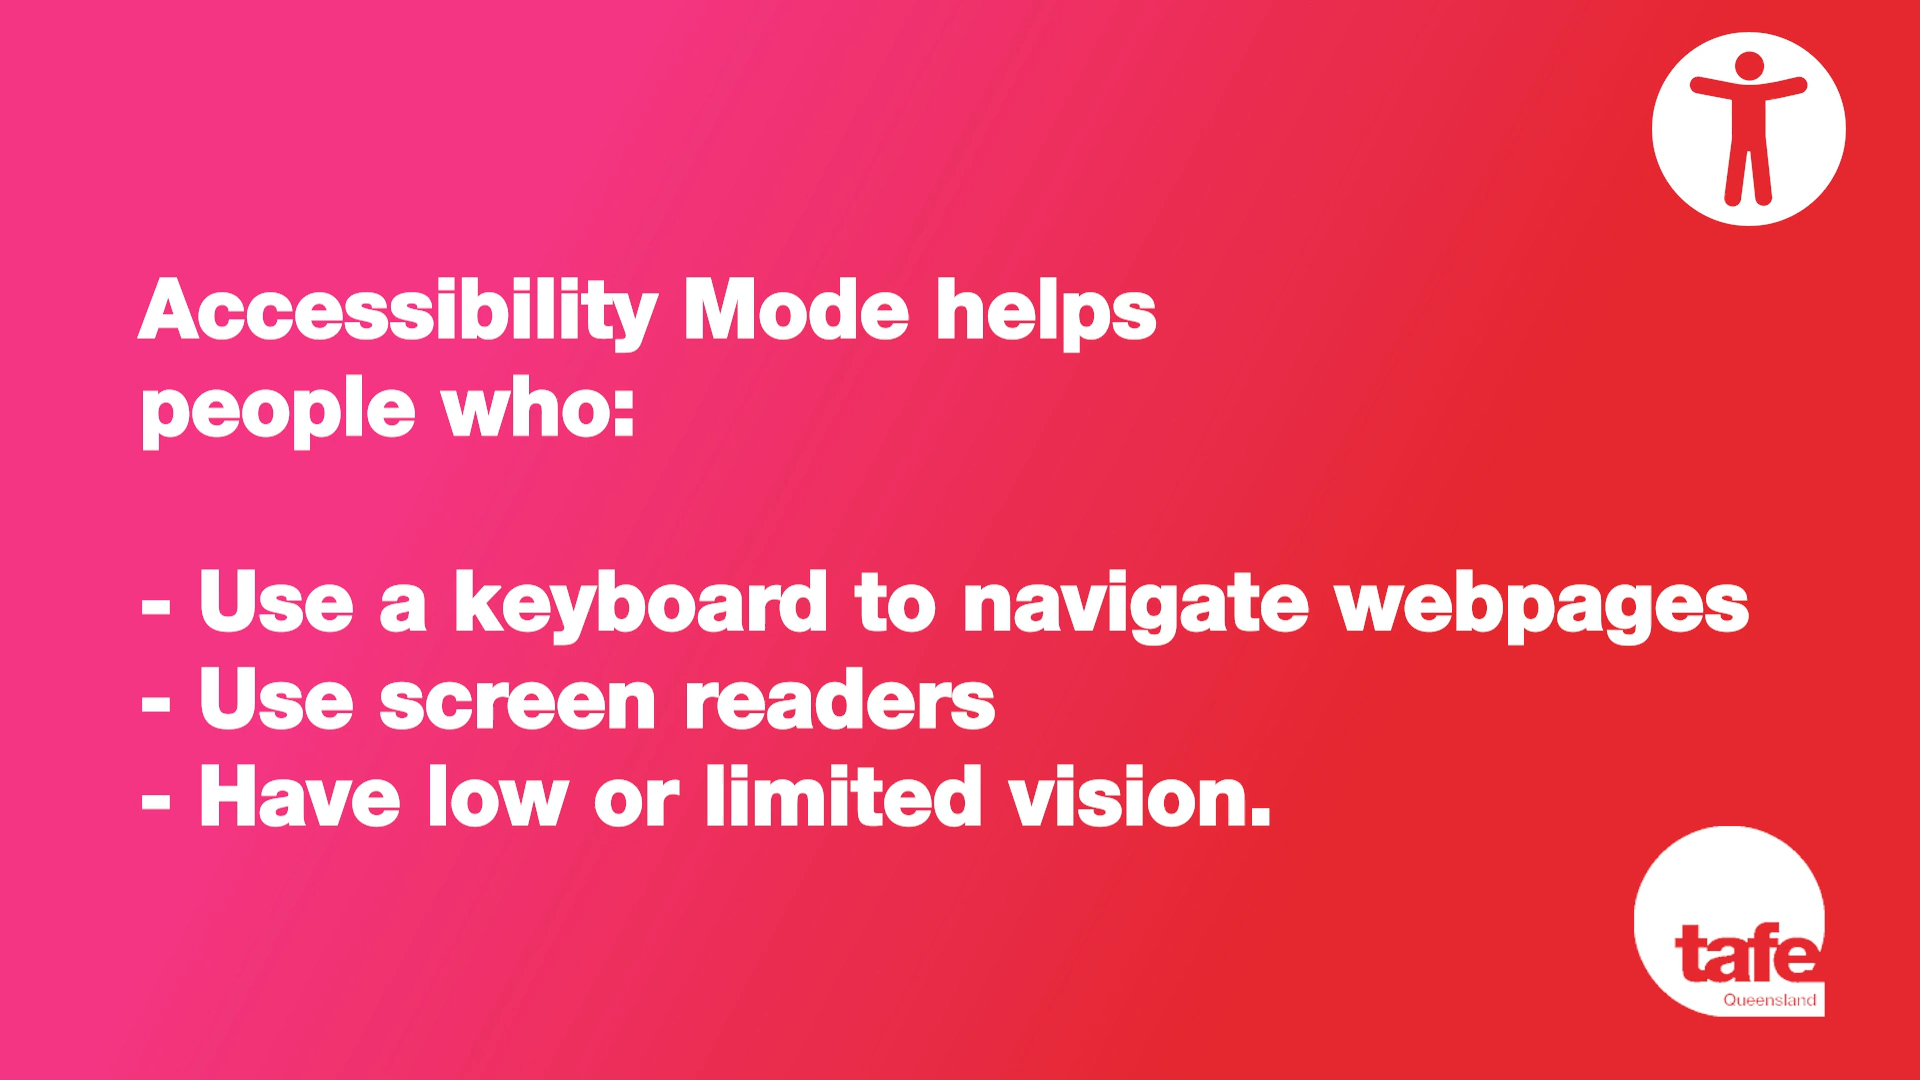 Accessibility Mode helps
people who:
- Use a keyboard to navigate webpages
- Use screen readers
- Have low or limited vision.
tafe
Queensland